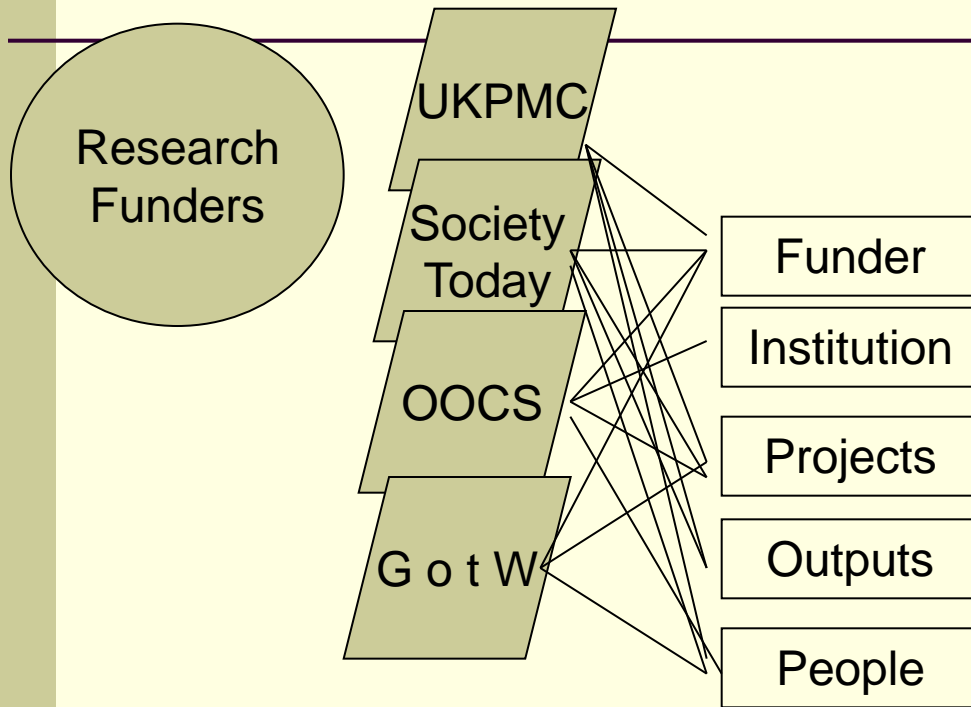 Research
Funders
UKPMC
Society
Today
OOCS
G o t W
Funder
Institution
Projects
Outputs
People